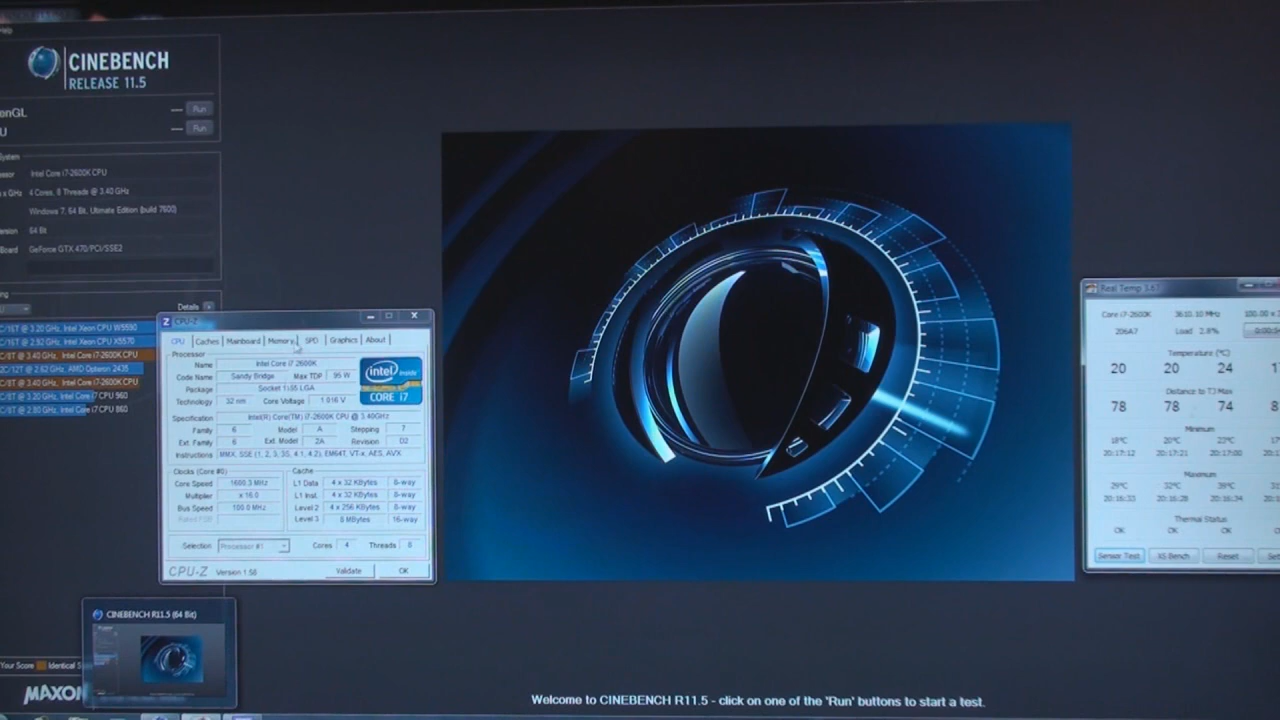 Help
CINEBENCH
RELEASE 11.5
enGL
--- Run
U
--- Run
System
essor Intel Core i7-2600K CPU
s x GHz 4 Cores, 8 Threads @ 3.40 GHz
Windows 7, 64 Bit, Ultimate Edition (build 7600)
ersion 64 Bit
Board GeForce GTX 470/PCI/SSE2
ng
Details
C/16T @ 3.20 GHz, Intel Xeon CPU W5580
C/16T @ 2.92 GHz, Intel Xeon CPU X5570
C/8T @ 3.40 GHz, Intel Core i7-2600K CPU
2C/12T @ 2.62 GHz, AMD Opteron 2435
C/8T @ 3.40 GHz, Intel Core i7-2600K CPU
C/8T @ 3.20 GHz, Intel Core i7 CPU 960
C/8T @ 2.80 GHz, Intel Core i7 CPU 860
CPU-Z
CPU Caches Mainboard Memory SPD Graphics About
Processor
Name Intel Core i7 2600K
Code Name Sandy Bridge Max TDP 95 W
Package Socket 1155 LGA
Technology 32 nm Core Voltage 1.016 V
intel inside
CORE i7
Specification Intel(R) Core(TM) i7-2600K CPU @ 3.40GHz
Family 6 Model A Stepping 7
Ext. Family 6 Ext. Model 2A Revision D2
Instructions MMX, SSE (1, 2, 3, 3S, 4.1, 4.2), EM64T, VT-x, AES, AVX
Clocks (Core #0)
Core Speed 1600.3 MHz
Multiplier x 16.0
Bus Speed 100.0 MHz
Rated FSB
Cache
L1 Data 4 x 32 KBytes 8-way
L1 Inst. 4 x 32 KBytes 8-way
Level 2 4 x 256 KBytes 8-way
Level 3 8 MBytes 16-way
Selection Processor #1 Cores 4 Threads 8
CPU-Z Version 1.58 Validate OK
Real Temp 3.67
Core i7-2600K 3610.10 MHz 100.00 x
206A7 Load 2.8%
Temperature (°C)
20 20 24
Distance to TJ Max
78 78 74 8
Minimum
18°C 20°C 23°C
20:17:12 20:17:21 20:17:00
Maximum
29°C 32°C 39°C
20:16:33 20:16:28 20:16:34
Thermal Status
OK OK OK
Sensor Test XS Bench Reset Se
CINEBENCH R11.5 (64 Bit)
Your Score Identical S
MAXON
Welcome to CINEBENCH R11.5 - click on one of the 'Run' buttons to start a test.